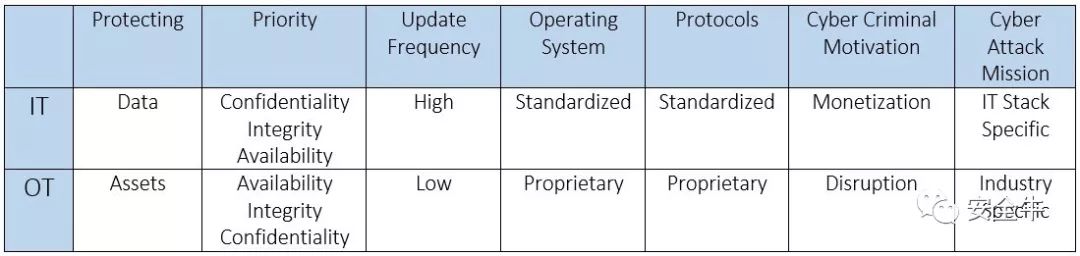 Protecting
Priority
Update
Frequency
Operating
System
Protocols
Cyber Criminal
Motivation
Cyber
Attack
Mission
IT
Data
Confidentiality
Integrity
Availability
High
Standardized
Standardized
Monetization
IT Stack
Specific
OT
Assets
Availability
Integrity
Confidentiality
Low
Proprietary
Proprietary
Disruption
Industry
Specific
安全牛